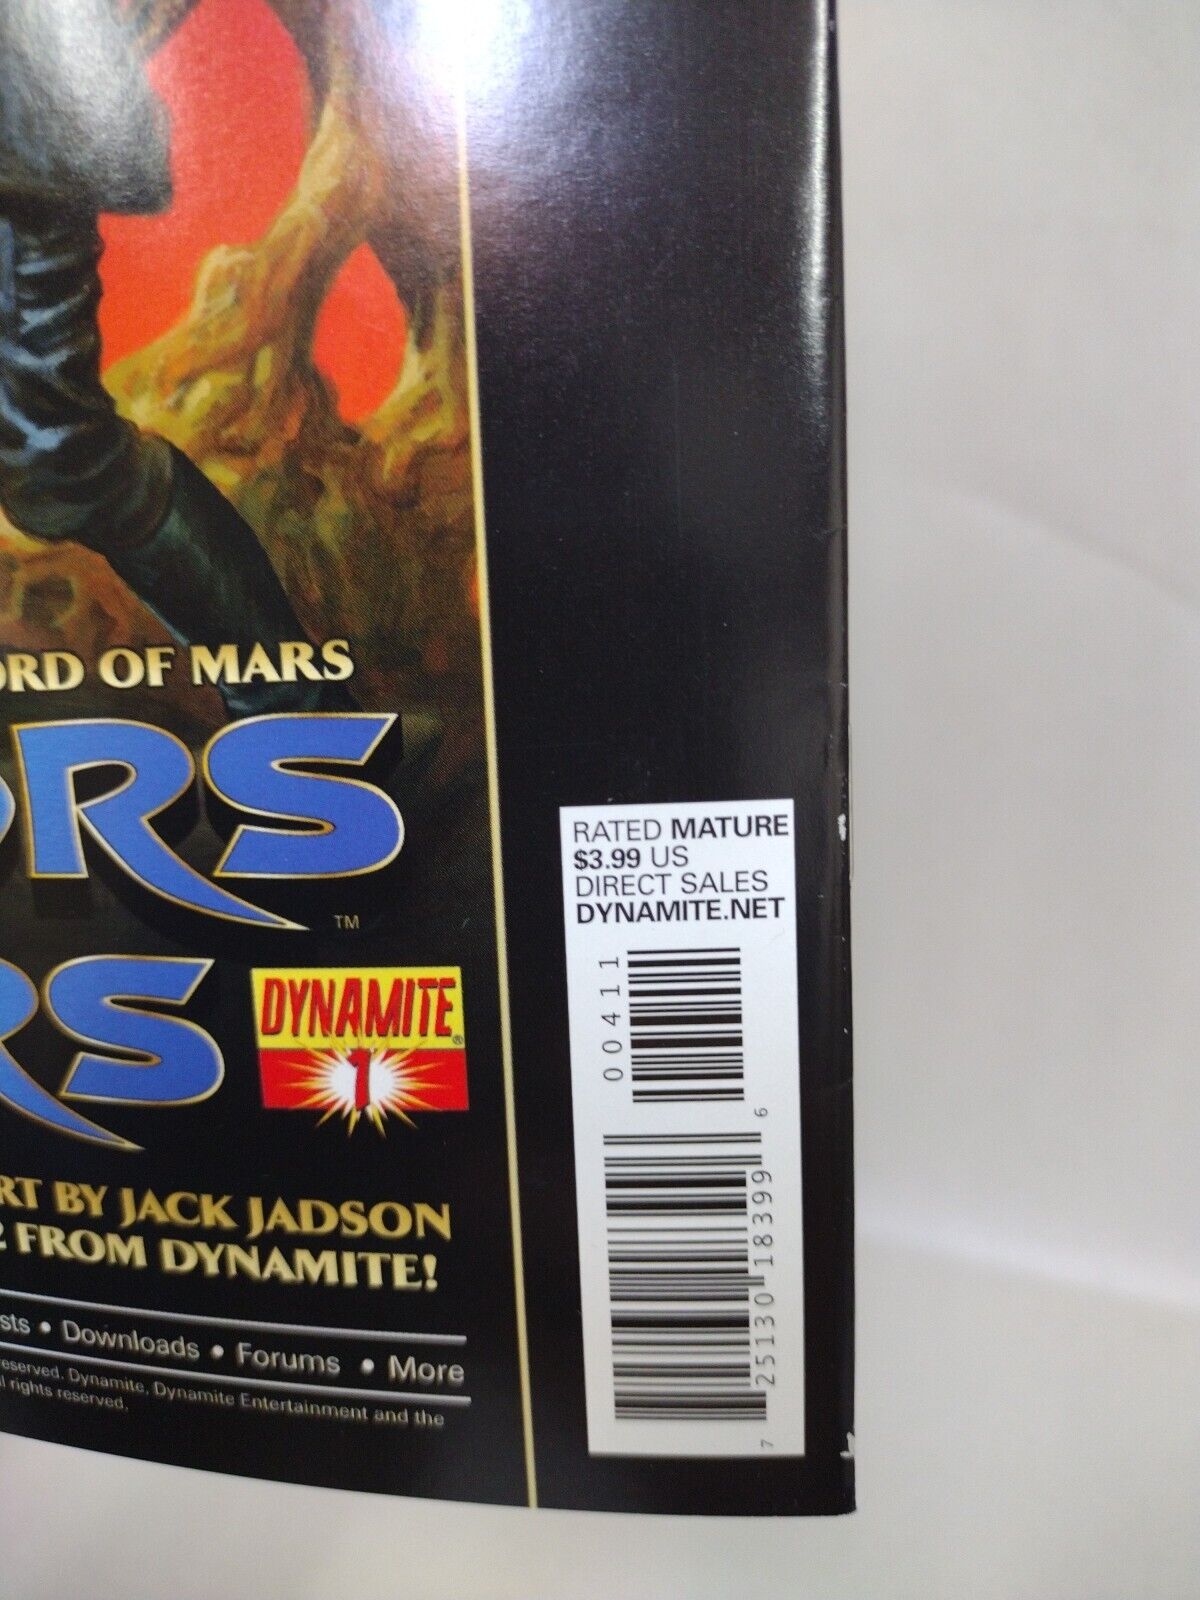 ORD OF MARS
ORS
TM
RS
DYNAMITE®
1
RT BY JACK JADSON
2 FROM DYNAMITE!
sts • Downloads • Forums • More
reserved. Dynamite, Dynamite Entertainment and the
l rights reserved.
RATED MATURE
$3.99 US
DIRECT SALES
DYNAMITE.NET
00411
7 25130 18399 6